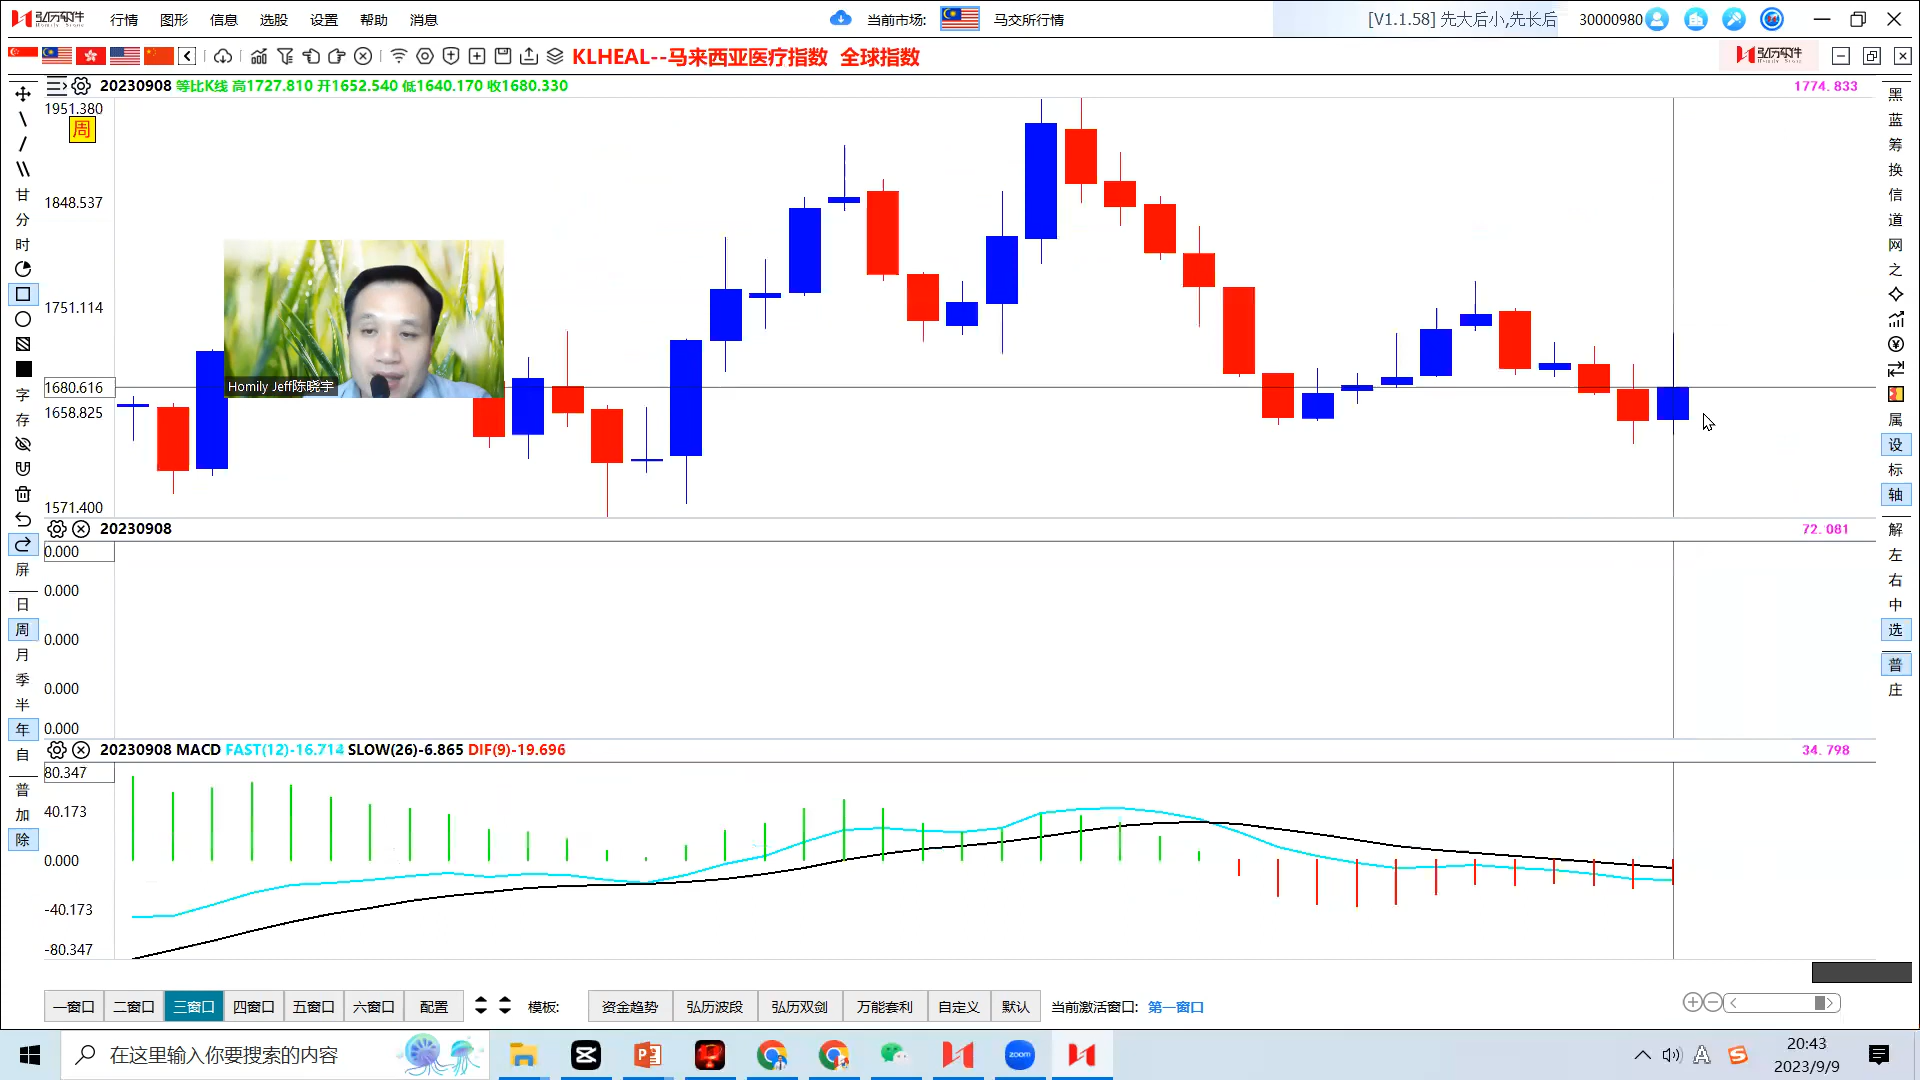 弘历软件 行情 图形 信息 选股 设置 帮助 消息 当前市场: 马交所行情 [V1.1.58] 先大后小,先长后 30000980
KLHEAL--马来西亚医疗指数 全球指数 弘历软件
20230908 等比K线 高1727.810 开1652.540 低1640.170 收1680.330 1774.833
1951.380
周
1848.537
1751.114
1680.616
1658.825
1571.400
Homily Jeff陈晓宇
20230908 72.081
0.000
0.000
0.000
0.000
0.000
20230908 MACD FAST(12)-16.714 SLOW(26)-6.865 DIF(9)-19.696 34.798
80.347
40.173
0.000
-40.173
-80.347
甘
分
时
字
存
屏
日
周
月
季
半
年
自
普
加
除
黑
蓝
筹
换
信
道
网
之
属
设
标
轴
解
左
右
中
选
普
庄
一窗口 二窗口 三窗口 四窗口 五窗口 六窗口 配置 模板: 资金趋势 弘历波段 弘历双剑 万能套利 自定义 默认 当前激活窗口: 第一窗口
在这里输入你要搜索的内容
zoom
20:43
2023/9/9